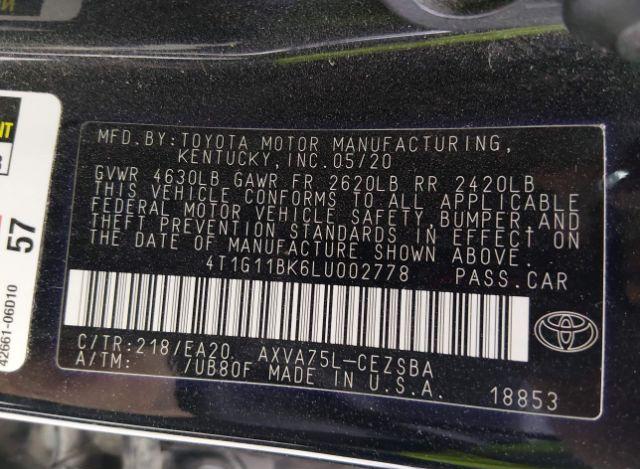 MFD.BY:TOYOTA MOTOR MANUFACTURING,
KENTUCKY, INC.05/20
GVWR 4630LB GAWR FR 2620LB RR 2420LB
THIS VEHICLE CONFORMS TO ALL APPLICABLE
FEDERAL MOTOR VEHICLE SAFETY, BUMPER, AND
THEFT PREVENTION STANDARDS IN EFFECT ON
THE DATE OF MANUFACTURE SHOWN ABOVE.
4T1G11BK6LU002778 PASS.CAR
C/TR:218/EA20 AXVA75L-CEZSBA
A/TM: /UB80F MADE IN U.S.A.
18853
57
42661-06D10